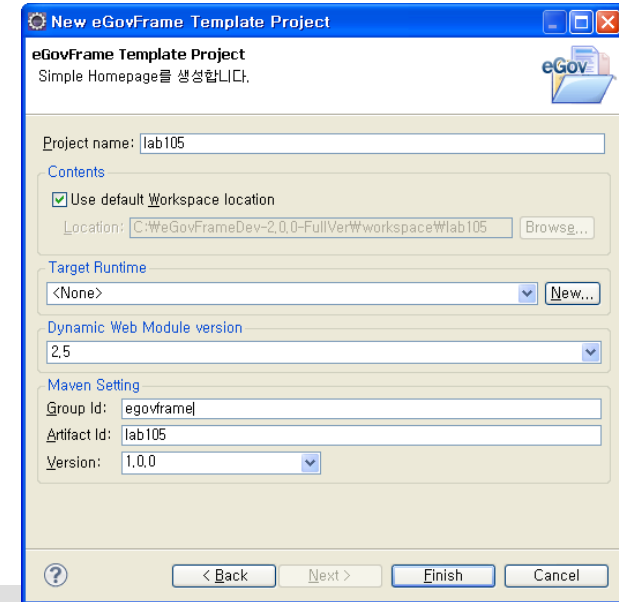 New eGovFrame Template Project
eGovFrame Template Project
Simple Homepage를 생성합니다.
eGov
Project name: lab105
Contents
Use default Workspace location
Location: C:₩eGovFrameDev-2.0.0-FullVer₩workspace₩lab105 Browse...
Target Runtime
<None> New...
Dynamic Web Module version
2.5
Maven Setting
Group Id: egovframe
Artifact Id: lab105
Version: 1.0.0
? < Back Next > Finish Cancel